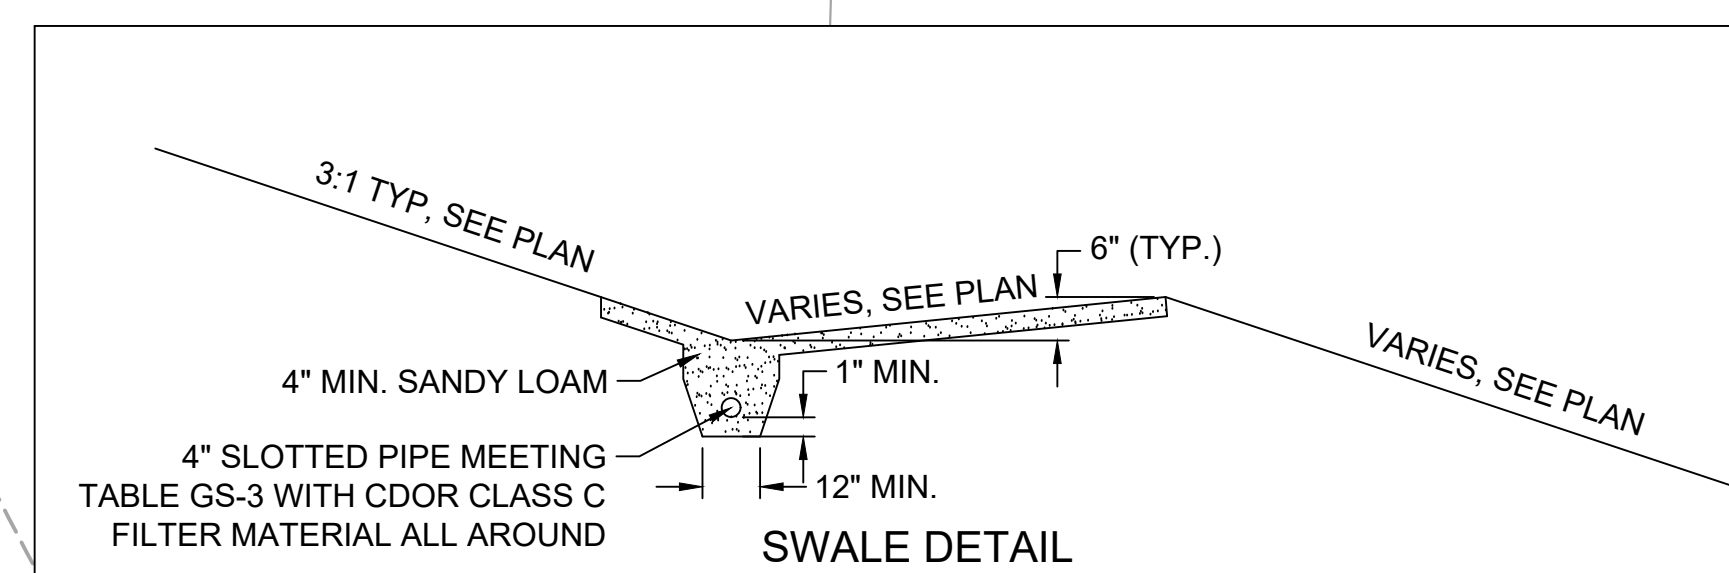 3:1 TYP, SEE PLAN
6" (TYP.)
VARIES, SEE PLAN
VARIES, SEE PLAN
4" MIN. SANDY LOAM
1" MIN.
4" SLOTTED PIPE MEETING
TABLE GS-3 WITH CDOR CLASS C
FILTER MATERIAL ALL AROUND
12" MIN.
SWALE DETAIL